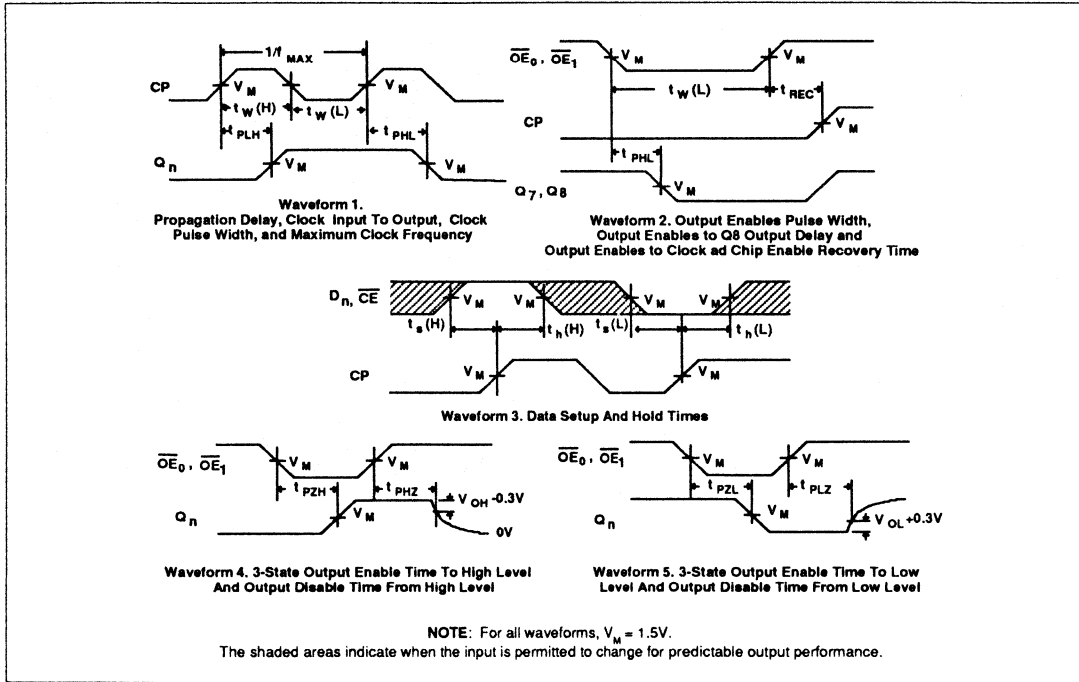 1/f MAX
CP
V M
V M
t W (H)
t W (L)
t PLH
t PHL
Q n
V M
V M
Waveform 1.
Propagation Delay, Clock Input To Output, Clock
Pulse Width, and Maximum Clock Frequency
OE0, OE1
V M
V M
t W (L)
t REC
CP
V M
t PHL
V M
Q7, Q8
Waveform 2. Output Enables Pulse Width,
Output Enables to Q8 Output Delay and
Output Enables to Clock ad Chip Enable Recovery Time
D n, CE
V M
V M
V M
V M
t s (H)
t h (H)
t s (L)
t h (L)
CP
V M
V M
Waveform 3. Data Setup And Hold Times
OE0, OE1
V M
V M
t PZH
t PHZ
V OH -0.3V
Q n
V M
0V
Waveform 4. 3-State Output Enable Time To High Level
And Output Disable Time From High Level
OE0, OE1
V M
V M
t PZL
t PLZ
Q n
V M
V OL +0.3V
Waveform 5. 3-State Output Enable Time To Low
Level And Output Disable Time From Low Level
NOTE: For all waveforms, VM = 1.5V.
The shaded areas indicate when the input is permitted to change for predictable output performance.